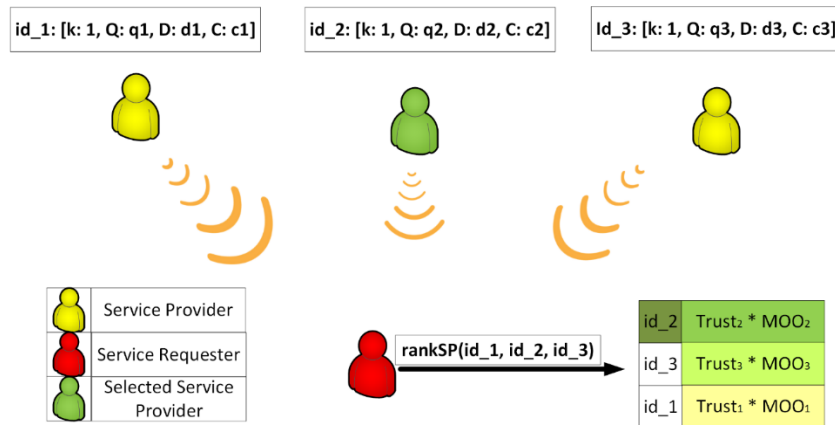 id_1: [k: 1, Q: q1, D: d1, C: c1]
id_2: [k: 1, Q: q2, D: d2, C: c2]
Id_3: [k: 1, Q: q3, D: d3, C: c3]
Service Provider
Service Requester
Selected Service
Provider
rankSP(id_1, id_2, id_3)
id_2 Trust₂ * MOO₂
id_3 Trust₃ * MOO₃
id_1 Trust₁ * MOO₁